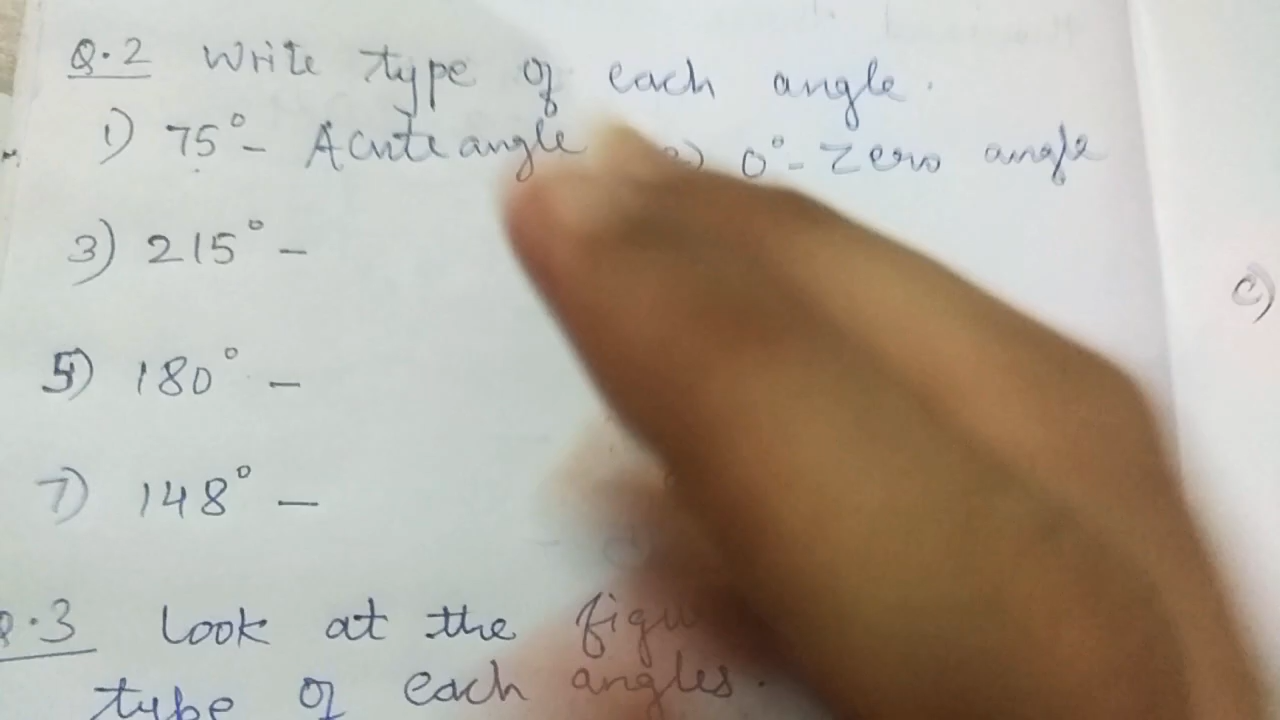 Q.2 Write type of each angle.
1) 75° - Acute angle 2) 0° - Zero angle
3) 215° -
5) 180° -
7) 148° -
Q.3 Look at the
type of each angles.
c)